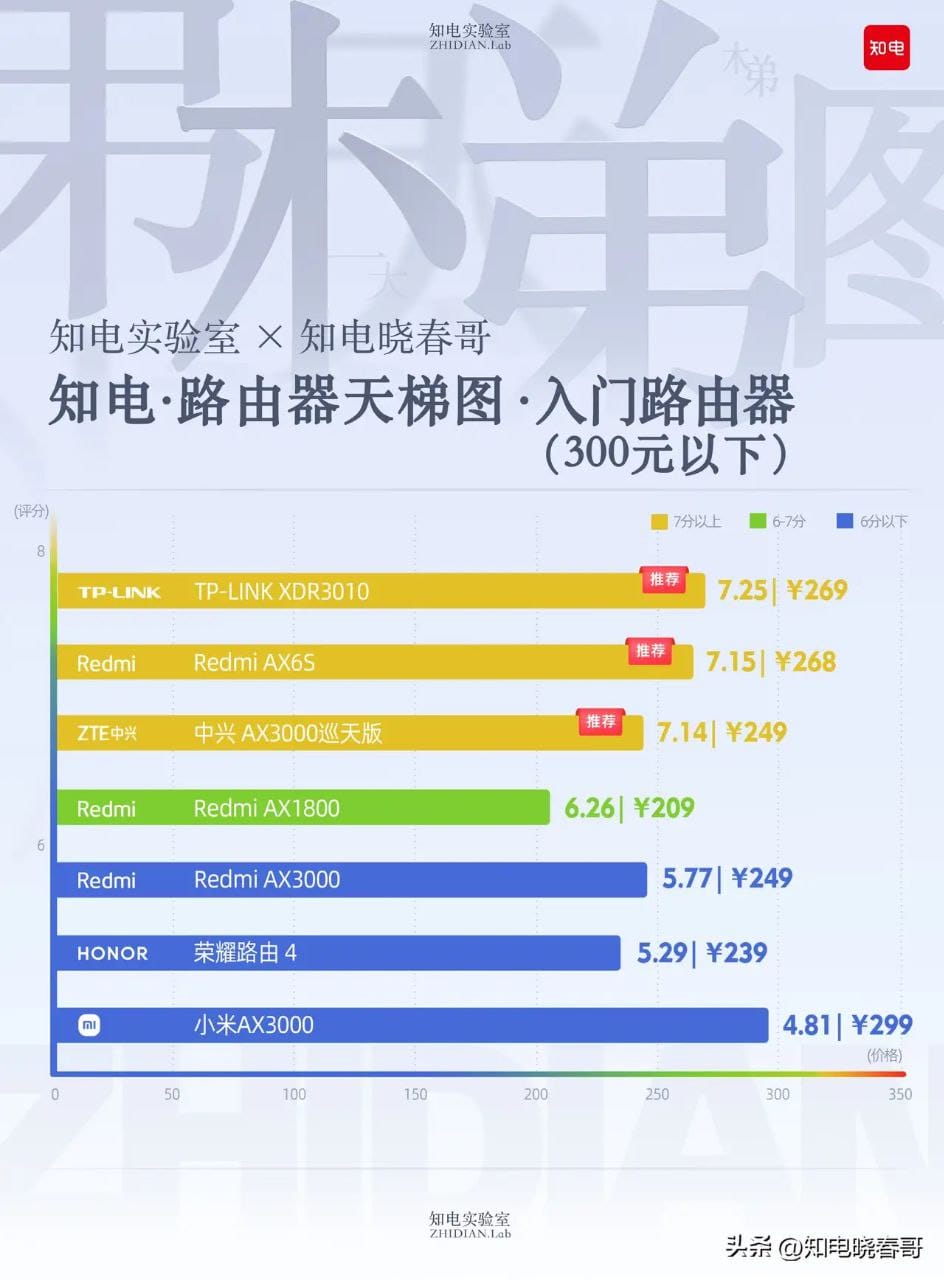 知电实验室
ZHIDIAN.Lab
知电
梯
弟
木
弟
图
一大
知电实验室 × 知电晓春哥
知电·路由器天梯图·入门路由器
（300元以下）
(评分)
7分以上 6-7分 6分以下
8
TP-LINK TP-LINK XDR3010 推荐 7.25| ¥269
Redmi Redmi AX6S 推荐 7.15| ¥268
ZTE中兴 中兴 AX3000巡天版 推荐 7.14| ¥249
Redmi Redmi AX1800 6.26| ¥209
6
Redmi Redmi AX3000 5.77| ¥249
HONOR 荣耀路由 4 5.29| ¥239
mi 小米AX3000 4.81| ¥299
(价格)
0 50 100 150 200 250 300 350
ZHIDIAN
知电实验室
ZHIDIAN.Lab
头条 @知电晓春哥